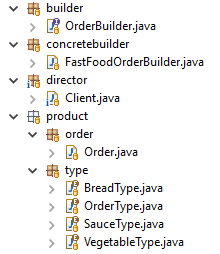 builder
OrderBuilder.java
concretebuilder
FastFoodOrderBuilder.java
director
Client.java
product
order
Order.java
type
BreadType.java
OrderType.java
SauceType.java
VegetableType.java